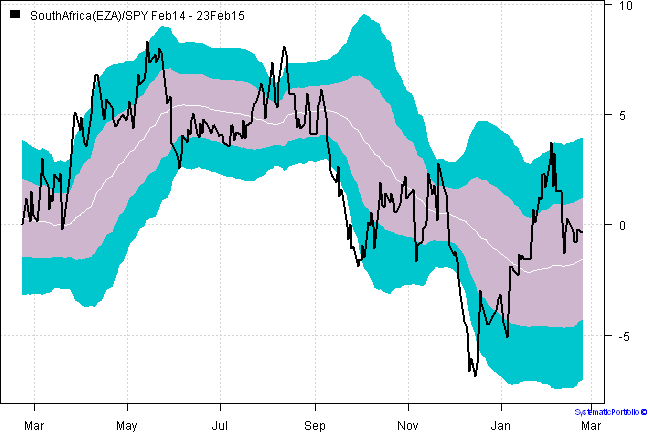 SouthAfrica(EZA)/SPY Feb14 - 23Feb15
10
5
0
-5
Mar May Jul Sep Nov Jan Mar
SystematicPortfolio ©